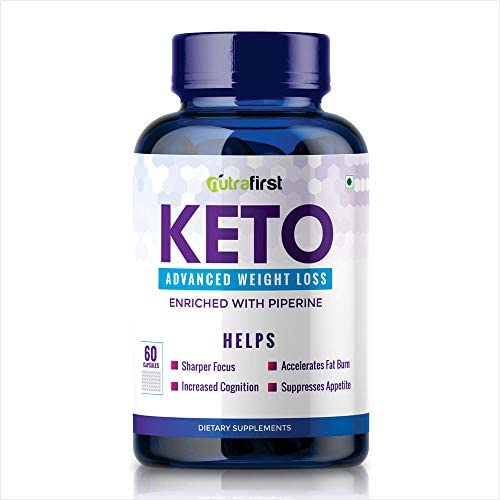 nutrafirst
KETO
ADVANCED WEIGHT LOSS
ENRICHED WITH PIPERINE
HELPS
60
CAPSULES
Sharper Focus
Accelerates Fat Burn
Increased Cognition
Suppresses Appetite
DIETARY SUPPLEMENTS